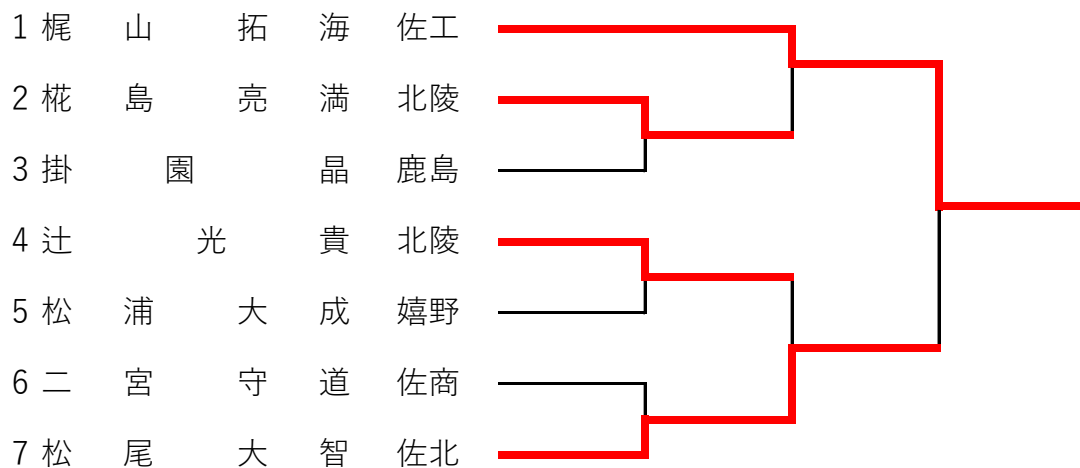 1 梶山 拓海 佐工
2 椛島 亮満 北陵
3 掛園 晶 鹿島
4 辻 光貴 北陵
5 松浦 大成 嬉野
6 二宮 守道 佐商
7 松尾 大智 佐北